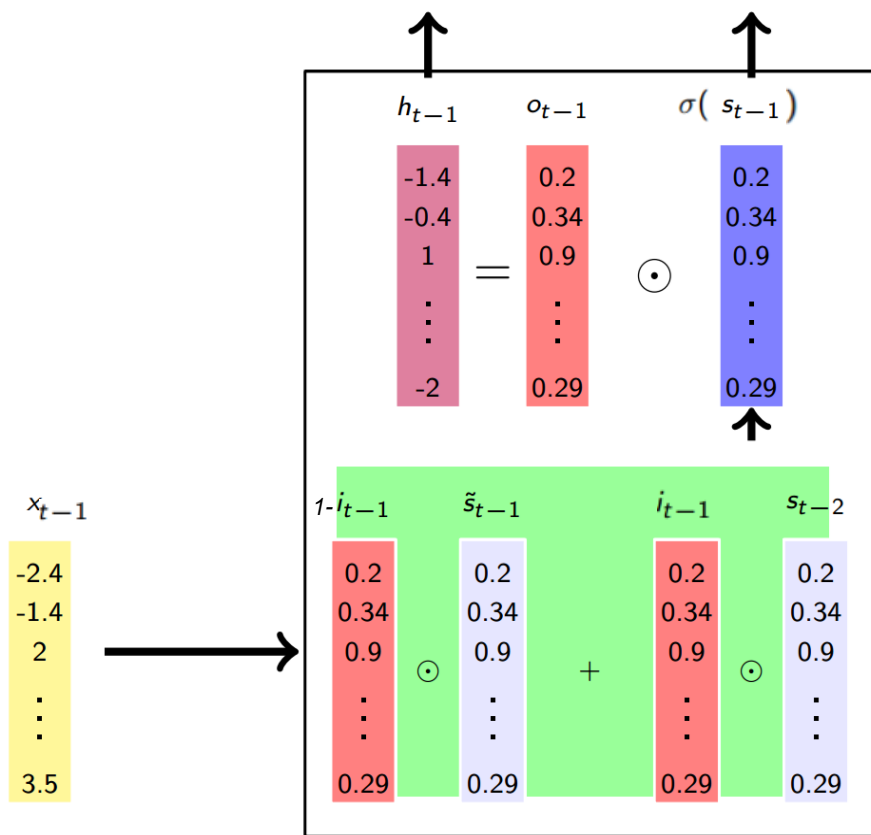 h_{t−1} o_{t−1} σ( s_{t−1})
-1.4 0.2 0.2
-0.4 0.34 0.34
1 0.9 0.9
= ⊙
⋮ ⋮ ⋮
-2 0.29 0.29
x_{t−1} 1-i_{t−1} s̃_{t−1} i_{t−1} s_{t−2}
-2.4 0.2 0.2 0.2 0.2
-1.4 0.34 0.34 0.34 0.34
2 0.9 0.9 0.9 0.9
⊙ + ⊙
⋮ ⋮ ⋮ ⋮ ⋮
3.5 0.29 0.29 0.29 0.29